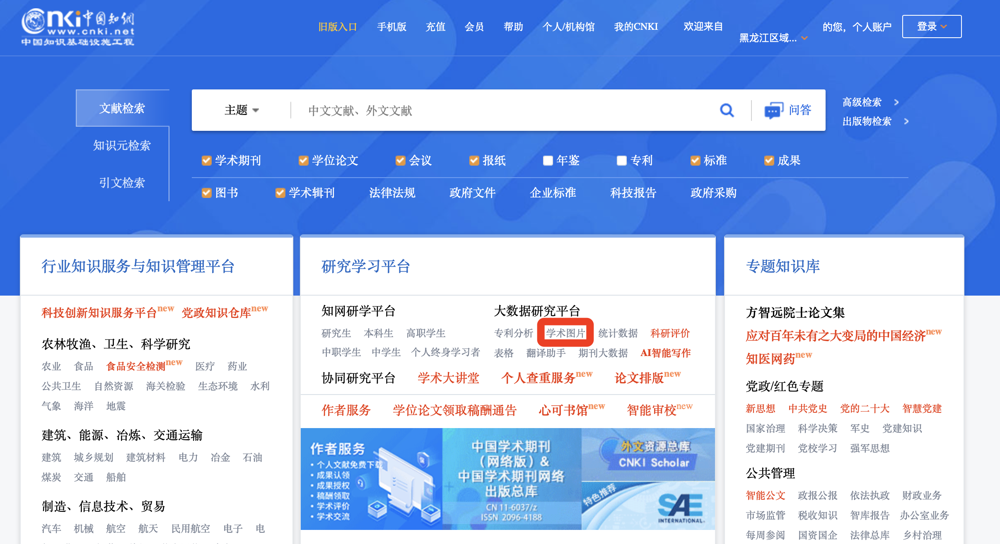 cnki中国知网
www.cnki.net
中国知识基础设施工程
旧版入口 手机版 充值 会员 帮助 个人/机构馆 我的CNKI 欢迎来自 黑龙江区域... 的您，个人账户 登录
文献检索
知识元检索
引文检索
主题 中文文献、外文文献 问答
高级检索 >
出版物检索 >
学术期刊 学位论文 会议 报纸 年鉴 专利 标准 成果
图书 学术辑刊 法律法规 政府文件 企业标准 科技报告 政府采购
行业知识服务与知识管理平台
科技创新知识服务平台new 党政知识仓库new
农林牧渔、卫生、科学研究
农业 食品 食品安全检测new 医疗 药业
公共卫生 自然资源 海关检验 生态环境 水利
气象 海洋 地震
建筑、能源、冶炼、交通运输
建筑 城乡规划 建筑材料 电力 冶金 石油
煤炭 交通 船舶
制造、信息技术、贸易
汽车 机械 航空 航天 民用航空 电子 电
研究学习平台
知网研学平台
研究生 本科生 高职学生
中职学生 中学生 个人终身学习者
大数据研究平台
专利分析 学术图片 统计数据 科研评价
表格 翻译助手 期刊大数据 AI智能写作
协同研究平台 学术大讲堂 个人查重服务new 论文排版new
作者服务 学位论文领取稿酬通告 心可书馆new 智能审校new
作者服务
• 个人文献免费下载
• 成果认领
• 成果授权
• 稿酬领取
• 学术评价
• 学术交流
中国学术期刊
（网络版）&
中国学术期刊网络
出版总库
CN 11-6037/z
ISSN 2096-4188
外文资源总库
CNKI Scholar
特色推荐
SAE
INTERNATIONAL.
专题知识库
方智远院士论文集
应对百年未有之大变局的中国经济new
知医网药new
党政/红色专题
新思想 中共党史 党的二十大 智慧党建
国家治理 科学决策 军史 党建知识
党建期刊 党校学习 强军思想
公共管理
智能公文 政报公报 依法执政 财政业务
市场监管 税收知识 智库报告 办公室业务
每周参阅 国资国企 法律总库 乡村治理